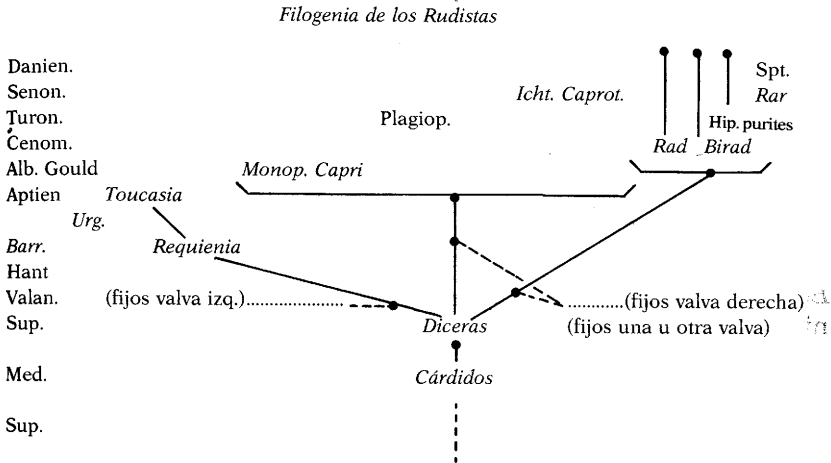 Filogenia de los Rudistas
Danien.
Spt.
Senon.
Icht. Caprot.
Rar
Turon.
Plagiop.
Hip. purites
Cenom.
Rad
Birad
Alb. Gould
Monop. Capri
Aptien
Toucasia
Urg.
Barr.
Requienia
Hant
Valan.
(fijos valva izq.)....................
...........(fijos valva derecha)
Sup.
Diceras
(fijos una u otra valva)
Med.
Cárdidos
Sup.